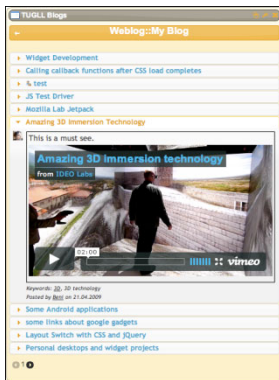 TUGLL Blogs
Weblog::My Blog
Widget Development
Calling callback functions after CSS load completes
& test
JS Test Driver
Mozilla Lab Jetpack
Amazing 3D Immersion Technology
This is a must see.
Amazing 3D Immersion technology
from IDEO Labs
02:00
vimeo
Keywords: 3D, 3D technology
Posted by Beni on 21.04.2009
Some Android applications
some links about google gadgets
Layout Switch with CSS and jQuery
Personal desktops and widget projects
1